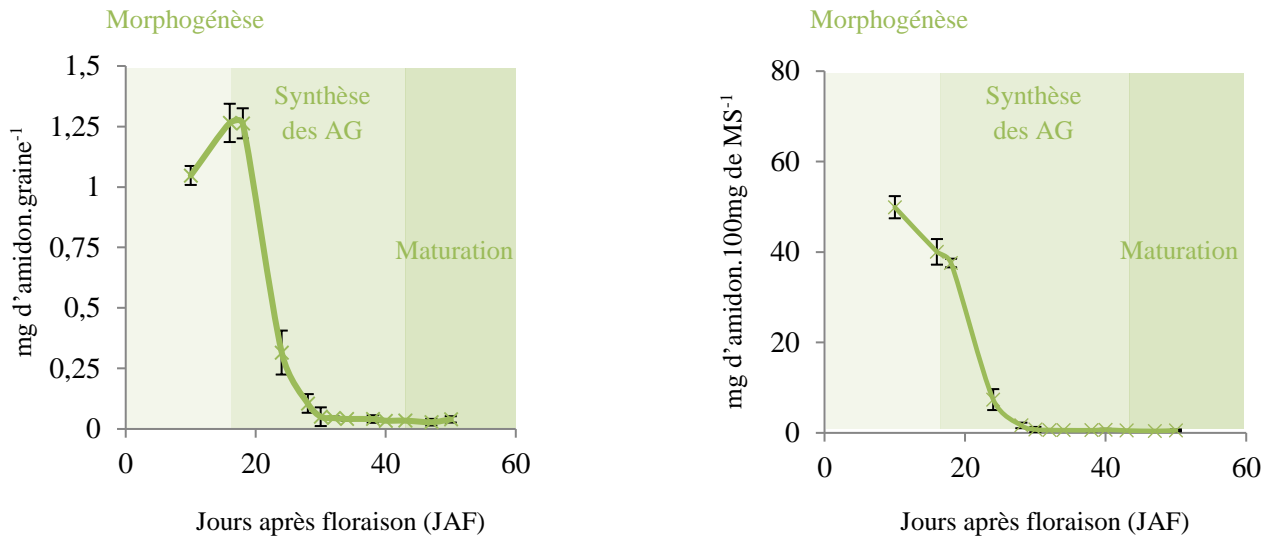 Morphogénèse
1,5
1,25
1
0,75
0,5
0,25
0
mg d’amidon.graine-1
Synthèse
des AG
Maturation
0 20 40 60
Jours après floraison (JAF)
Morphogénèse
80
60
40
20
0
mg d’amidon.100mg de MS-1
Synthèse
des AG
Maturation
0 20 40 60
Jours après floraison (JAF)